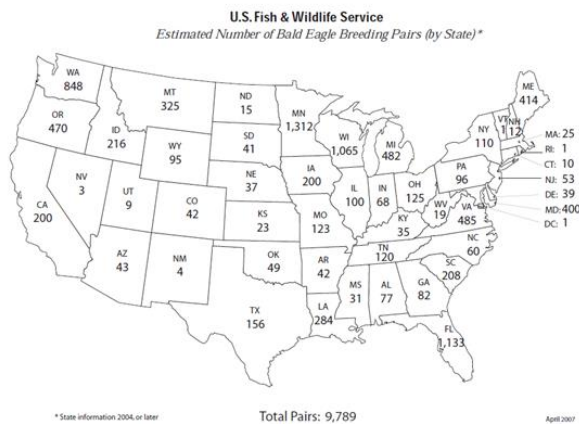 U.S. Fish & Wildlife Service
Estimated Number of Bald Eagle Breeding Pairs (by State)*
WA
848
OR
470
CA
200
NV
3
ID
216
MT
325
WY
95
UT
9
AZ
43
CO
42
NM
4
ND
15
SD
41
NE
37
KS
23
OK
49
TX
156
MN
1,312
IA
200
MO
123
AR
42
LA
284
WI
1,065
IL
100
MI
482
IN
68
OH
125
KY
35
TN
120
MS
31
AL
77
GA
82
FL
1,133
SC
208
NC
60
VA
485
WV
19
PA
96
NY
110
VT
1
NH
12
ME
414
MA: 25
RI: 1
CT: 10
NJ: 53
DE: 39
MD: 400
DC: 1
* State information 2004, or later
Total Pairs: 9,789
April 2007